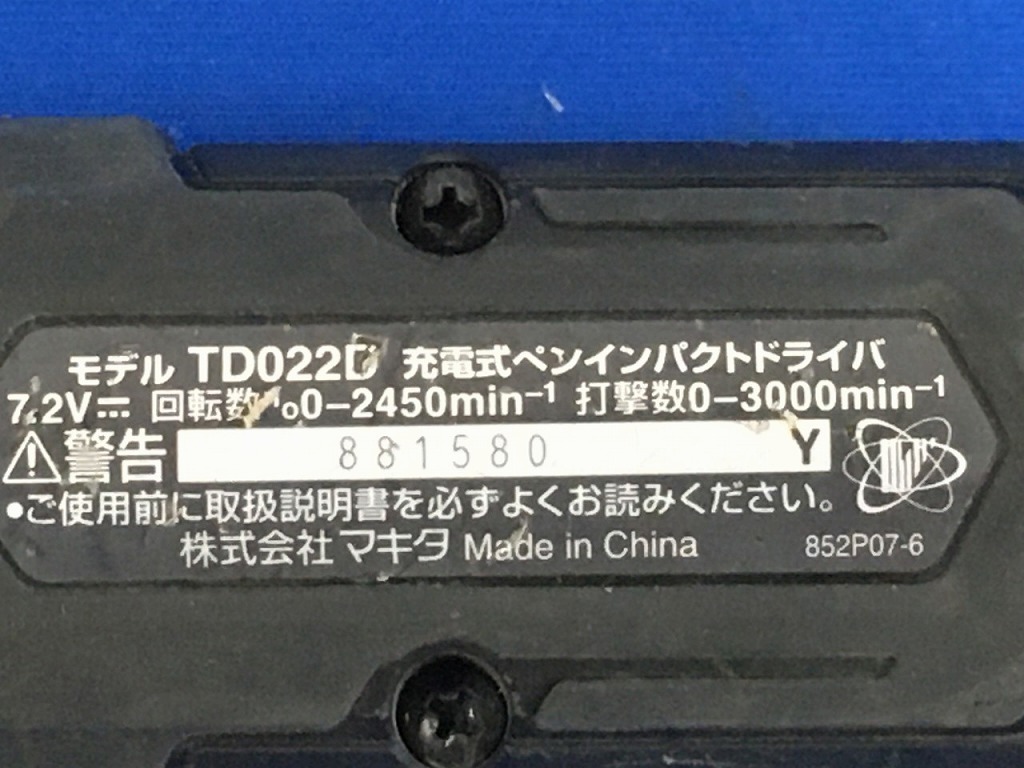 モデル TD022D 充電式ペンインパクトドライバ
7.2V⎓ 回転数 n₀0-2450min⁻¹ 打撃数0-3000min⁻¹
⚠警告 881580 Y
●ご使用前に取扱説明書を必ずよくお読みください。
株式会社マキタ Made in China 852P07-6